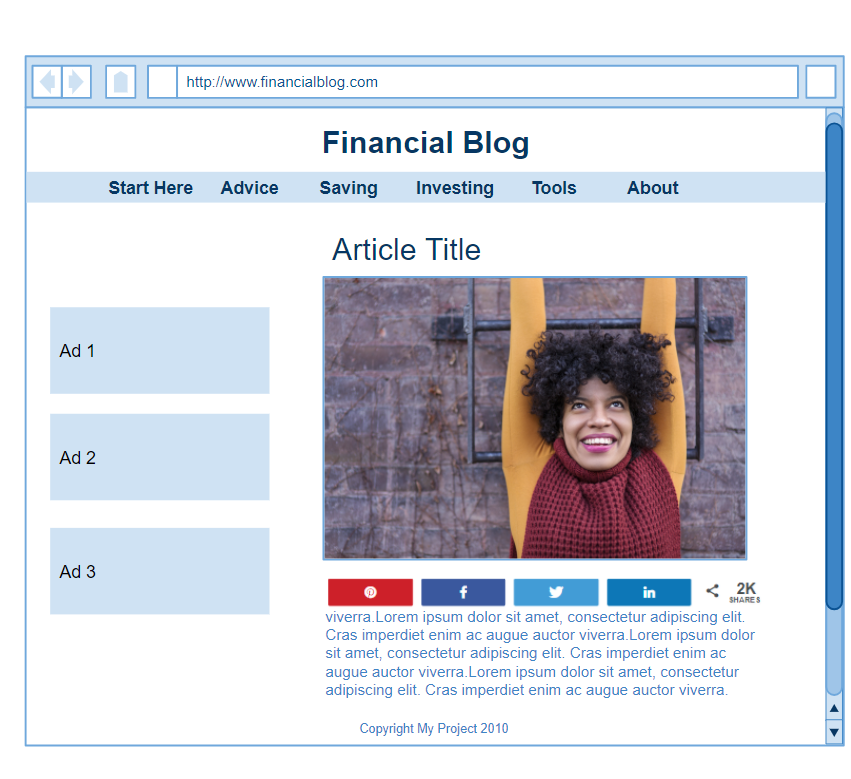 http://www.financialblog.com
Financial Blog
Start Here Advice Saving Investing Tools About
Article Title
Ad 1
Ad 2
Ad 3
2K
SHARES
viverra.Lorem ipsum dolor sit amet, consectetur adipiscing elit.
Cras imperdiet enim ac augue auctor viverra.Lorem ipsum dolor
sit amet, consectetur adipiscing elit. Cras imperdiet enim ac
augue auctor viverra.Lorem ipsum dolor sit amet, consectetur
adipiscing elit. Cras imperdiet enim ac augue auctor viverra.
Copyright My Project 2010